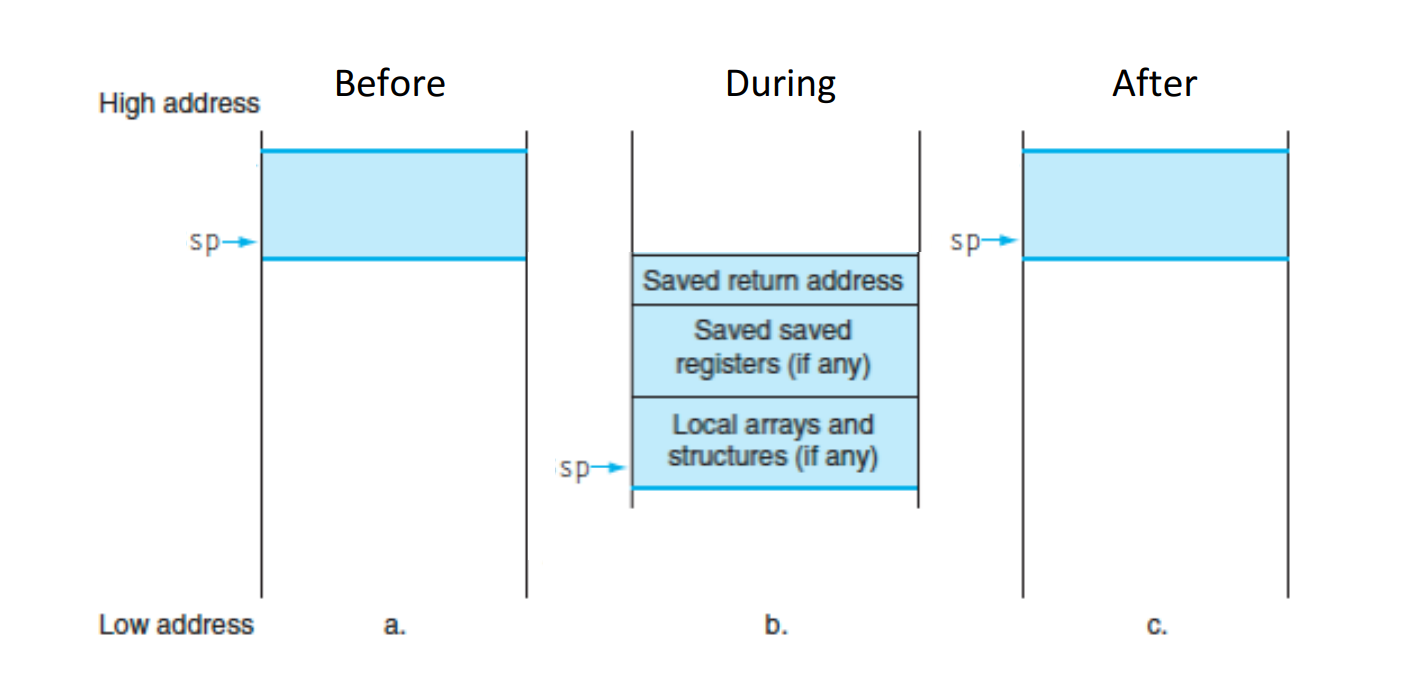 Before
During
After
High address
sp
sp
Saved return address
Saved saved
registers (if any)
Local arrays and
structures (if any)
sp
Low address
a.
b.
c.